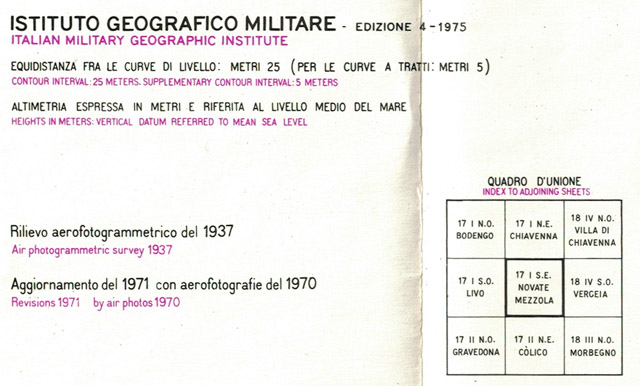 ISTITUTO GEOGRAFICO MILITARE - EDIZIONE 4-1975
ITALIAN MILITARY GEOGRAPHIC INSTITUTE
EQUIDISTANZA FRA LE CURVE DI LIVELLO: METRI 25 (PER LE CURVE A TRATTI: METRI 5)
CONTOUR INTERVAL: 25 METERS. SUPPLEMENTARY CONTOUR INTERVAL: 5 METERS
ALTIMETRIA ESPRESSA IN METRI E RIFERITA AL LIVELLO MEDIO DEL MARE
HEIGHTS IN METERS: VERTICAL DATUM REFERRED TO MEAN SEA LEVEL
Rilievo aerofotogrammetrico del 1937
Air photogrammetric survey 1937
Aggiornamento del 1971 con aerofotografie del 1970
Revisions 1971 by air photos 1970
QUADRO D'UNIONE
INDEX TO ADJOINING SHEETS
17 I N.O.
BODENGO
17 I N.E.
CHIAVENNA
18 IV N.O.
VILLA DI
CHIAVENNA
17 I S.O.
LIVO
17 I S.E.
NOVATE
MEZZOLA
18 IV S.O.
VERGEIA
17 II N.O.
GRAVEDONA
17 II N.E.
CÒLICO
18 III N.O.
MORBEGNO